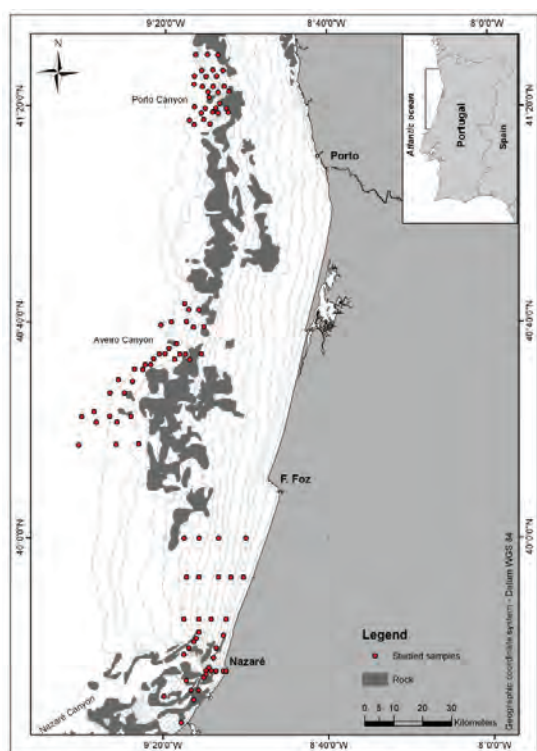 9°20'0"W
8°40'0"W
8°0'0"W
N
Porto Canyon
41°20'0"N
41°20'0"N
Porto
Atlantic ocean
Portugal
Spain
40°40'0"N
40°40'0"N
Aveiro Canyon
F. Foz
40°0'0"N
40°0'0"N
Nazaré
Nazaré Canyon
Legend
Studied samples
Rock
0 5 10 20 30
Kilometers
Geographic coordinate system - Datum WGS 84
9°20'0"W
8°40'0"W
8°0'0"W